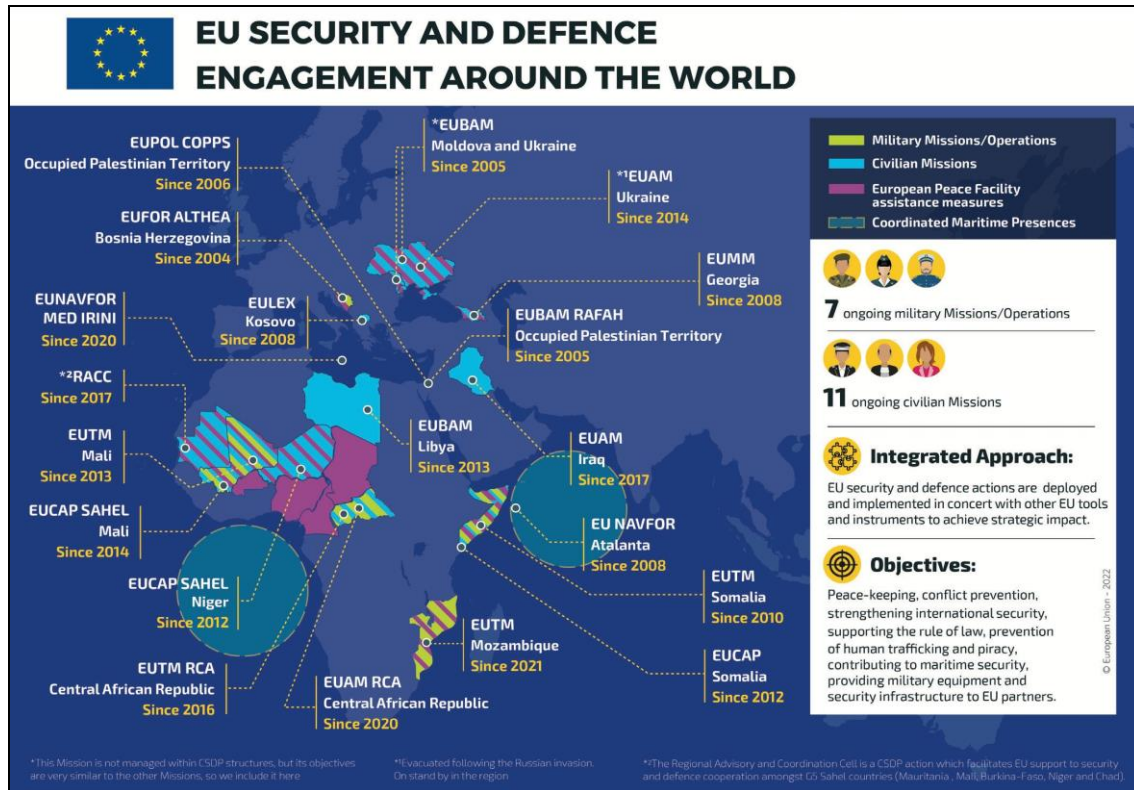 EU SECURITY AND DEFENCE
ENGAGEMENT AROUND THE WORLD
EUPOL COPPS
Occupied Palestinian Territory
Since 2006
*EUBAM
Moldova and Ukraine
Since 2005
*¹EUAM
Ukraine
Since 2014
EUFOR ALTHEA
Bosnia Herzegovina
Since 2004
EUMM
Georgia
Since 2008
EUNAVFOR
MED IRINI
Since 2020
EULEX
Kosovo
Since 2008
EUBAM RAFAH
Occupied Palestinian Territory
Since 2005
*²RACC
Since 2017
EUTM
Mali
Since 2013
EUBAM
Libya
Since 2013
EUAM
Iraq
Since 2017
EUCAP SAHEL
Mali
Since 2014
EU NAVFOR
Atalanta
Since 2008
EUCAP SAHEL
Niger
Since 2012
EUTM
Somalia
Since 2010
EUTM
Mozambique
Since 2021
EUCAP
Somalia
Since 2012
EUTM RCA
Central African Republic
Since 2016
EUAM RCA
Central African Republic
Since 2020
Military Missions/Operations
Civilian Missions
European Peace Facility
assistance measures
Coordinated Maritime Presences
7 ongoing military Missions/Operations
11 ongoing civilian Missions
Integrated Approach:
EU security and defence actions are deployed
and implemented in concert with other EU tools
and instruments to achieve strategic impact.
Objectives:
Peace-keeping, conflict prevention,
strengthening international security,
supporting the rule of law, prevention
of human trafficking and piracy,
contributing to maritime security,
providing military equipment and
security infrastructure to EU partners.
© European Union - 2022
*This Mission is not managed within CSDP structures, but its objectives
are very similar to the other Missions, so we include it here
*¹Evacuated following the Russian invasion.
On stand by in the region
*²The Regional Advisory and Coordination Cell is a CSDP action which facilitates EU support to security
and defence cooperation amongst G5 Sahel countries (Mauritania , Mali, Burkina-Faso, Niger and Chad).